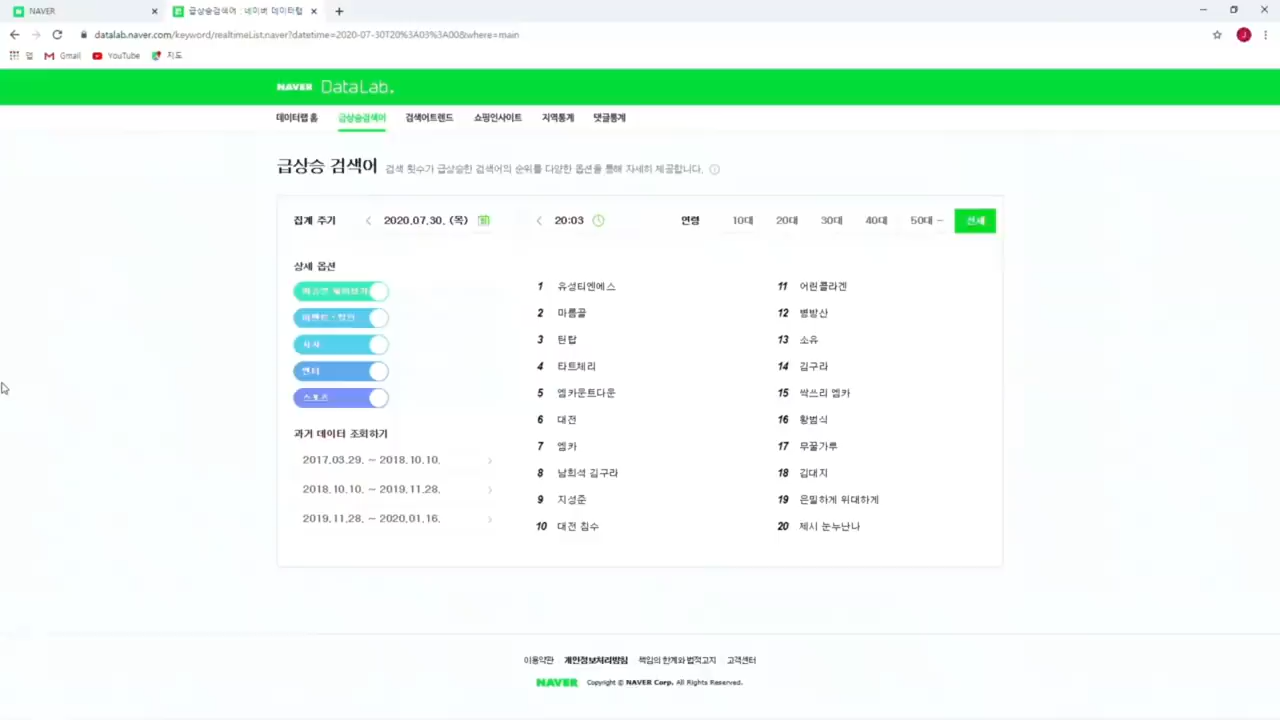 NAVER
급상승검색어 : 네이버 데이터랩
datalab.naver.com/keyword/realtimeList.naver?datetime=2020-07-30T20%3A03%3A00&where=main
J
앱 Gmail YouTube 지도
NAVER DataLab.
데이터랩 홈 급상승검색어 검색어트렌드 쇼핑인사이트 지역통계 댓글통계
급상승 검색어 검색 횟수가 급상승한 검색어의 순위를 다양한 옵션을 통해 자세히 제공합니다.
집계 주기 2020.07.30. (목) 20:03 연령 10대 20대 30대 40대 50대 ~ 전체
상세 옵션
이벤트·할인
시사
엔터
스포츠
과거 데이터 조회하기
2017.03.29. ~ 2018.10.10.
2018.10.10. ~ 2019.11.28.
2019.11.28. ~ 2020.01.16.
1 유성티엔에스
2 마름골
3 틴탑
4 타트체리
5 엠카운트다운
6 대전
7 엠카
8 남희석 김구라
9 지성준
10 대전 침수
11 어린콜라겐
12 병방산
13 소유
14 김구라
15 싹쓰리 엠카
16 황범식
17 무꿀가루
18 김대지
19 은밀하게 위대하게
20 제시 눈누난나
이용약관 개인정보처리방침 책임의 한계와 법적고지 고객센터
NAVER Copyright © NAVER Corp. All Rights Reserved.